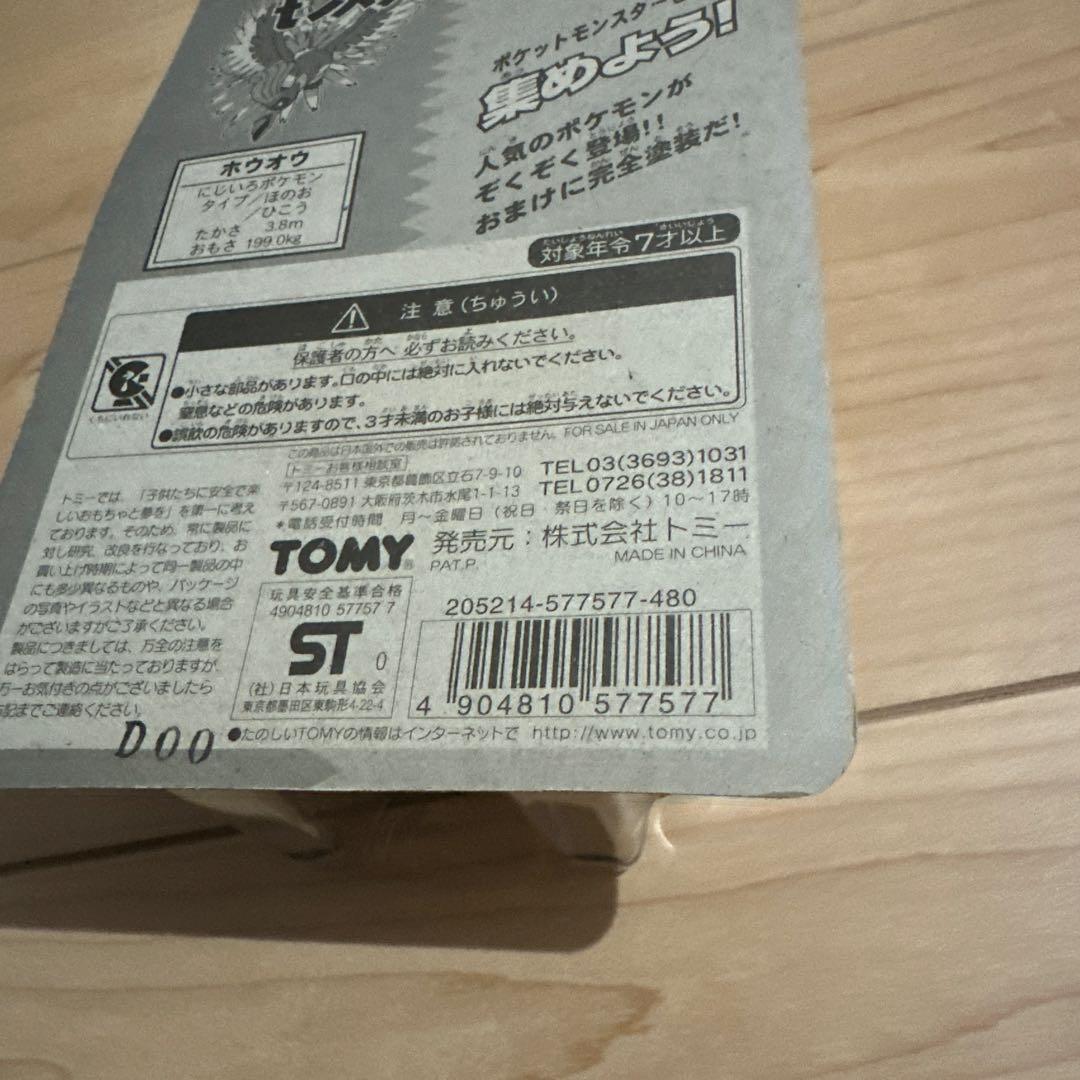 モンスタ
ポケットモンスター
集めよう!
人気のポケモンが
ぞくぞく登場!!
おまけに完全塗装だ!
ホウオウ
にじいろポケモン
タイプ/ほのお
/ひこう
たかさ 3.8m
おもさ 199.0kg
対象年令7才以上
注意(ちゅうい)
保護者の方へ 必ずお読みください。
●小さな部品があります。口の中には絶対に入れないでください。
窒息などの危険があります。
●誤飲の危険がありますので、3才未満のお子様には絶対与えないでください。
くちにいれない
この商品は日本国外での販売は許諾されておりません。FOR SALE IN JAPAN ONLY
トミーお客様相談室
〒124-8511 東京都葛飾区立石7-9-10 TEL03(3693)1031
〒567-0891 大阪府茨木市水尾1-1-13 TEL0726(38)1811
*電話受付時間 月〜金曜日(祝日・祭日を除く)10〜17時
TOMY® 発売元:株式会社トミー
PAT.P. MADE IN CHINA
トミーでは、「子供たちに安全で楽
しいおもちゃと夢を」を第一に考え
ております。そのため、常に製品に
対し研究、改良を行なっており、お
買い上げ時期によって同一製品の中
にも多少異なるものや、パッケージ
の写真やイラストなどと異なる場合
がございますがご了承ください。
製品につきましては、万全の注意を
はらって製造に当たっておりますが、
万一お気付きの点がございましたら
記までご連絡ください。
玩具安全基準合格
4904810 57757 7
ST 0
(社)日本玩具協会
東京都墨田区東駒形4-22-4
205214-577577-480
4 904810 577577
D00
●たのしいTOMYの情報はインターネットで http://www.tomy.co.jp